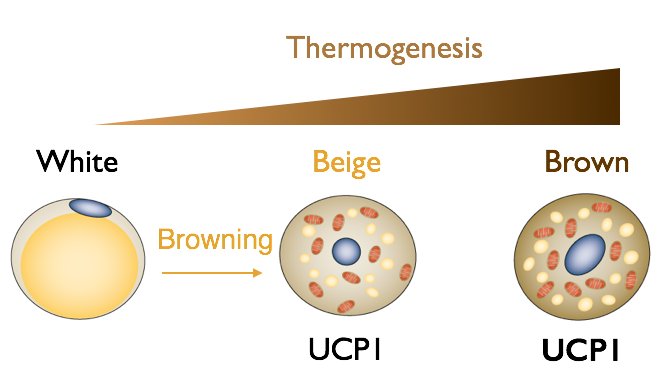 Thermogenesis
White
Beige
Brown
Browning
UCP1
UCP1